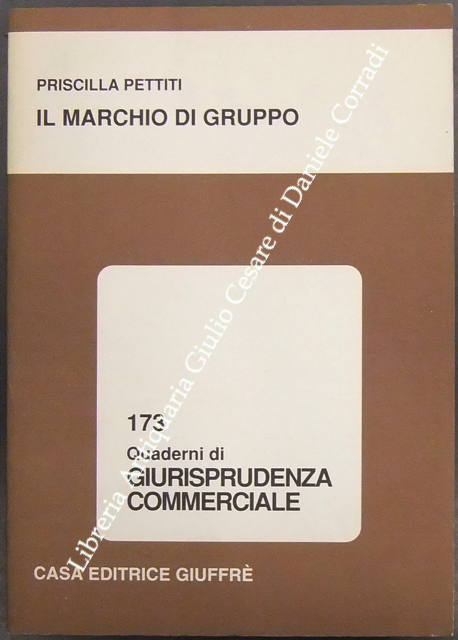 PRISCILLA PETTITI
IL MARCHIO DI GRUPPO
173
Quaderni di
GIURISPRUDENZA
COMMERCIALE
CASA EDITRICE GIUFFRÈ
Libreria Antiquaria Giulio Cesare di Daniele Corradi